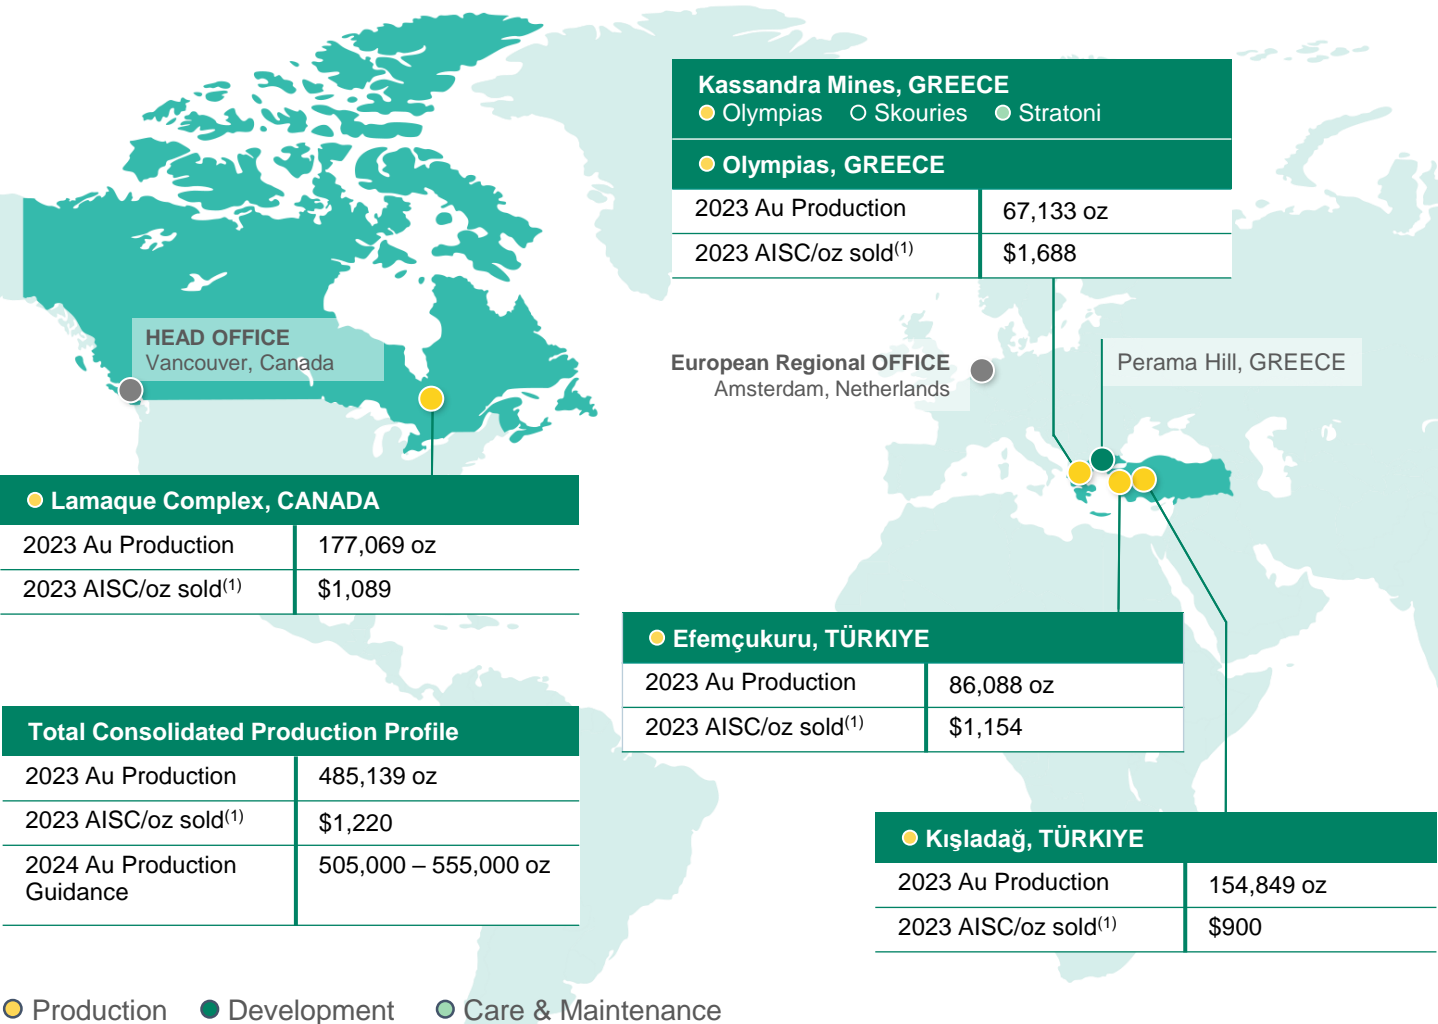 Kassandra Mines, GREECE
Olympias Skouries Stratoni
Olympias, GREECE
2023 Au Production 67,133 oz
2023 AISC/oz sold(1) $1,688
HEAD OFFICE
Vancouver, Canada
European Regional OFFICE
Amsterdam, Netherlands
Perama Hill, GREECE
Lamaque Complex, CANADA
2023 Au Production 177,069 oz
2023 AISC/oz sold(1) $1,089
Efemçukuru, TÜRKIYE
2023 Au Production 86,088 oz
2023 AISC/oz sold(1) $1,154
Total Consolidated Production Profile
2023 Au Production 485,139 oz
2023 AISC/oz sold(1) $1,220
2024 Au Production 505,000 – 555,000 oz
Guidance
Kışladağ, TÜRKIYE
2023 Au Production 154,849 oz
2023 AISC/oz sold(1) $900
Production Development Care & Maintenance